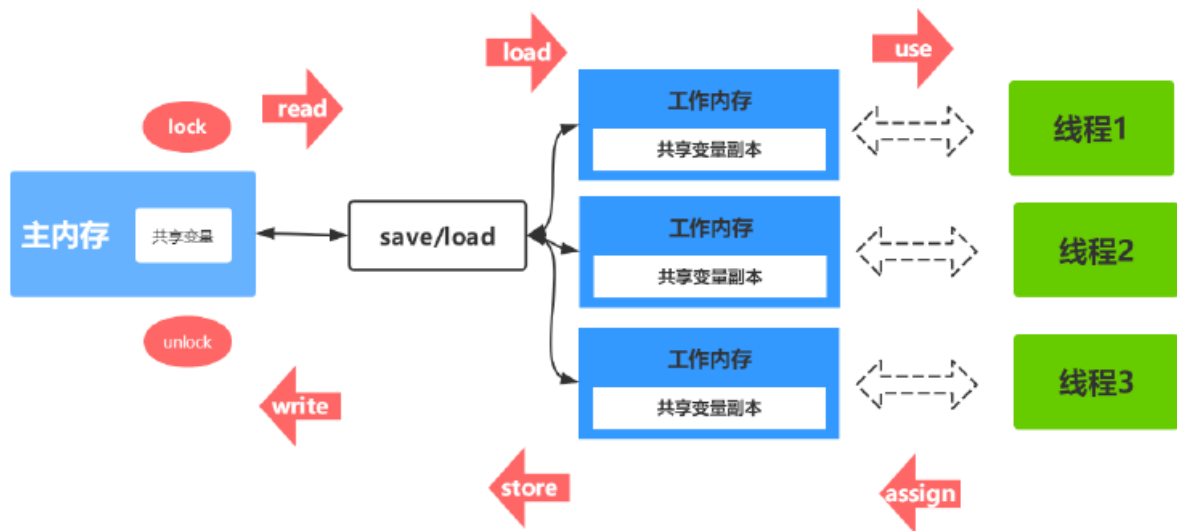 load
use
read
lock
工作内存
共享变量副本
线程1
主内存
共享变量
save/load
工作内存
共享变量副本
线程2
unlock
工作内存
共享变量副本
线程3
write
store
assign